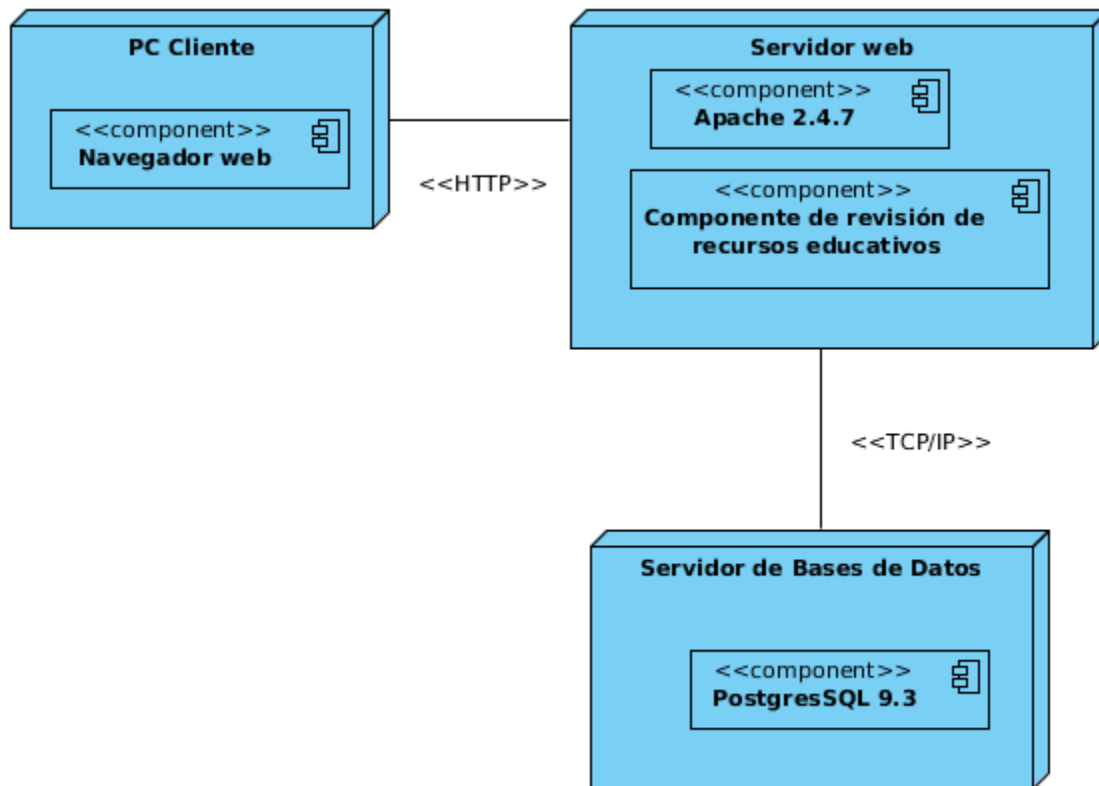 PC Cliente
<<component>>
Navegador web
<<HTTP>>
Servidor web
<<component>>
Apache 2.4.7
<<component>>
Componente de revisión de
recursos educativos
<<TCP/IP>>
Servidor de Bases de Datos
<<component>>
PostgresSQL 9.3